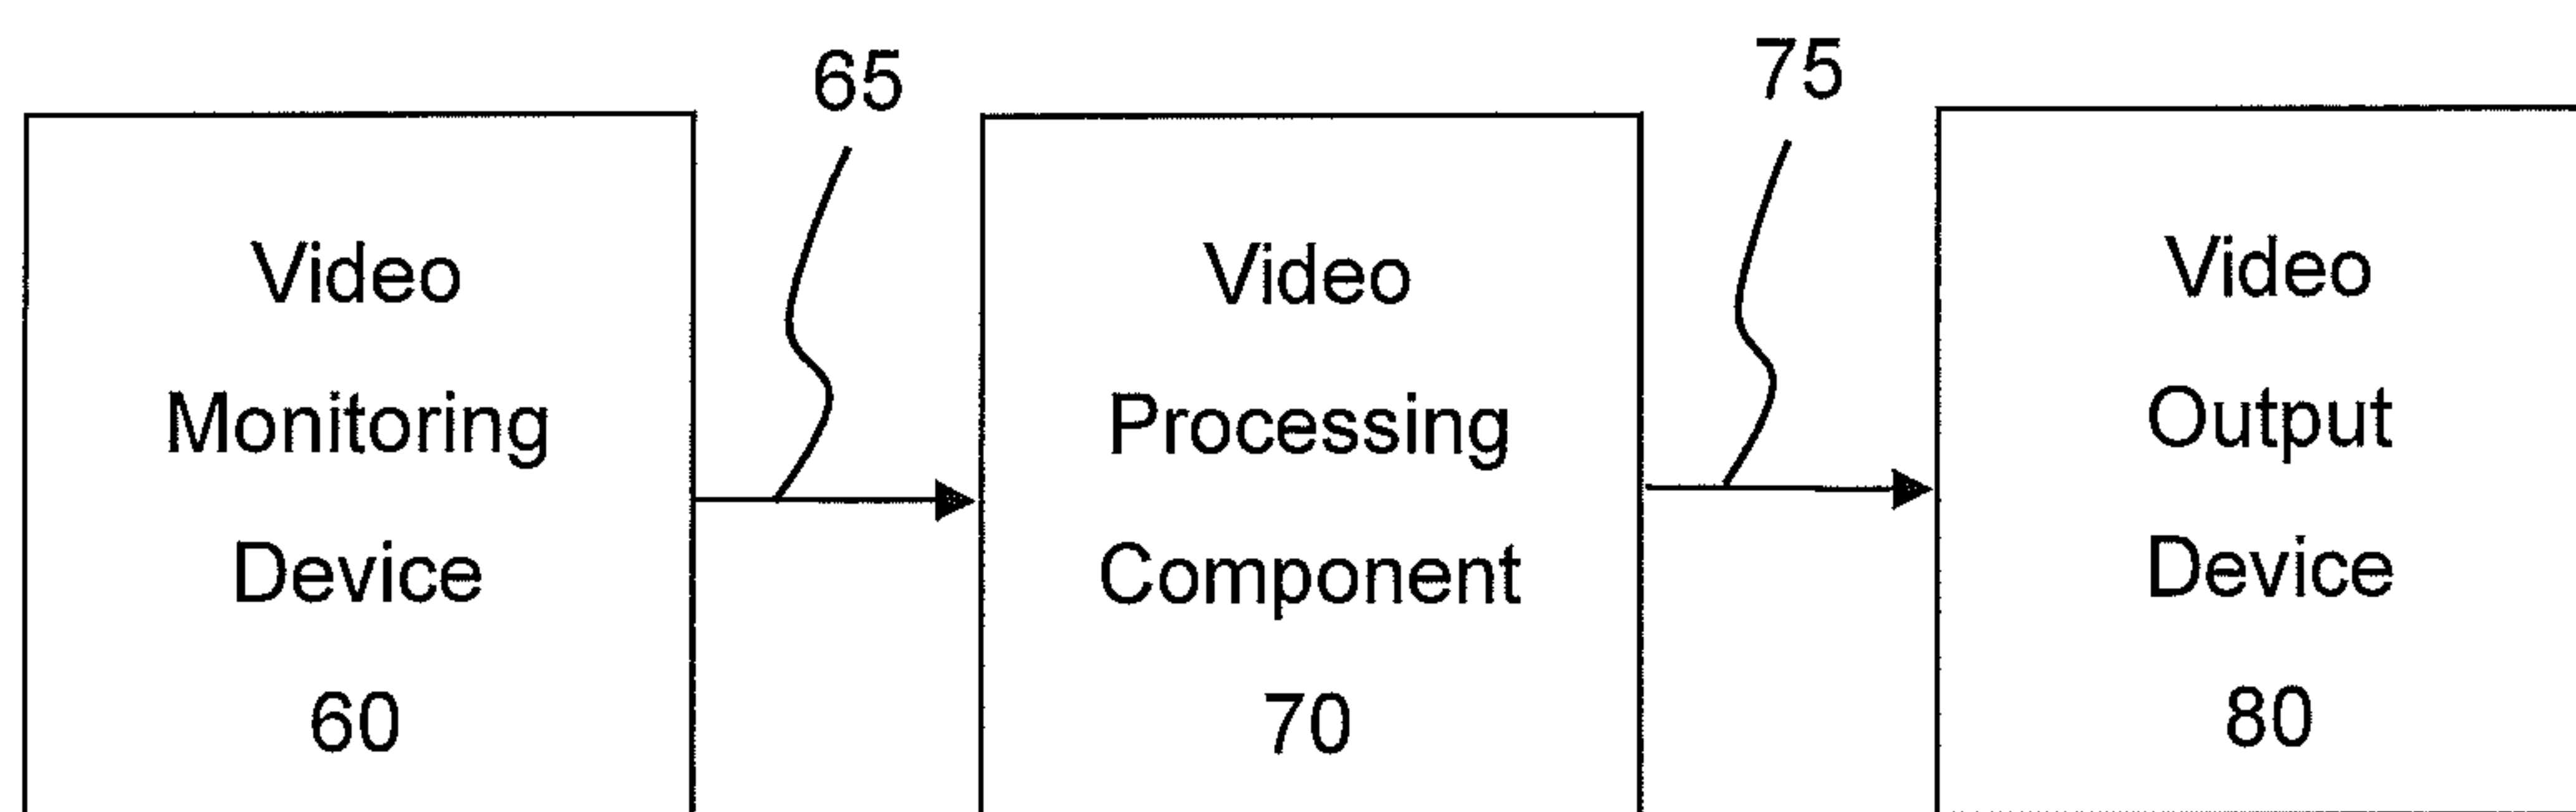 65
75
Video
Monitoring
Device
60
Video
Processing
Component
70
Video
Output
Device
80